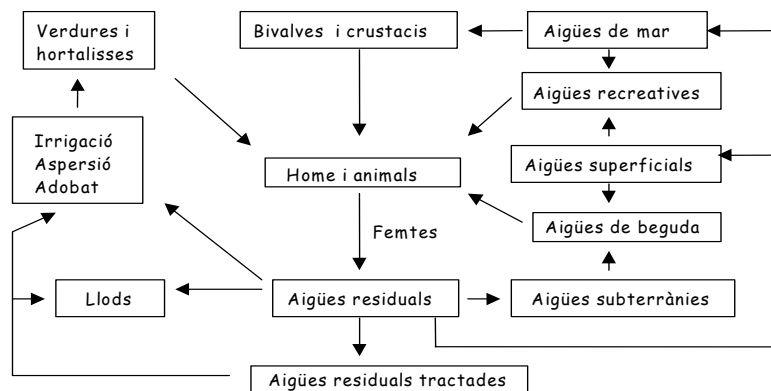 Verdures i
hortalisses
Bivalves i crustacis
Aigües de mar
Aigües recreatives
Irrigació
Aspersió
Adobat
Home i animals
Aigües superficials
Femtes
Aigües de beguda
Llods
Aigües residuals
Aigües subterrànies
Aigües residuals tractades